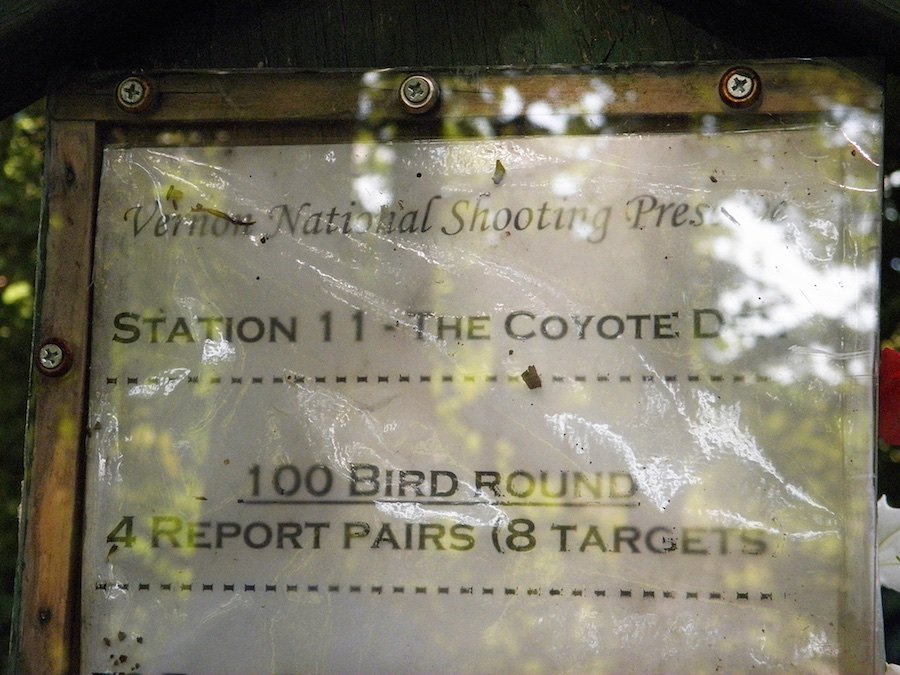 Vernon National Shooting
STATION 11 - THE COYOTE
100 BIRD ROUND
4 REPORT PAIRS (8 TARGETS